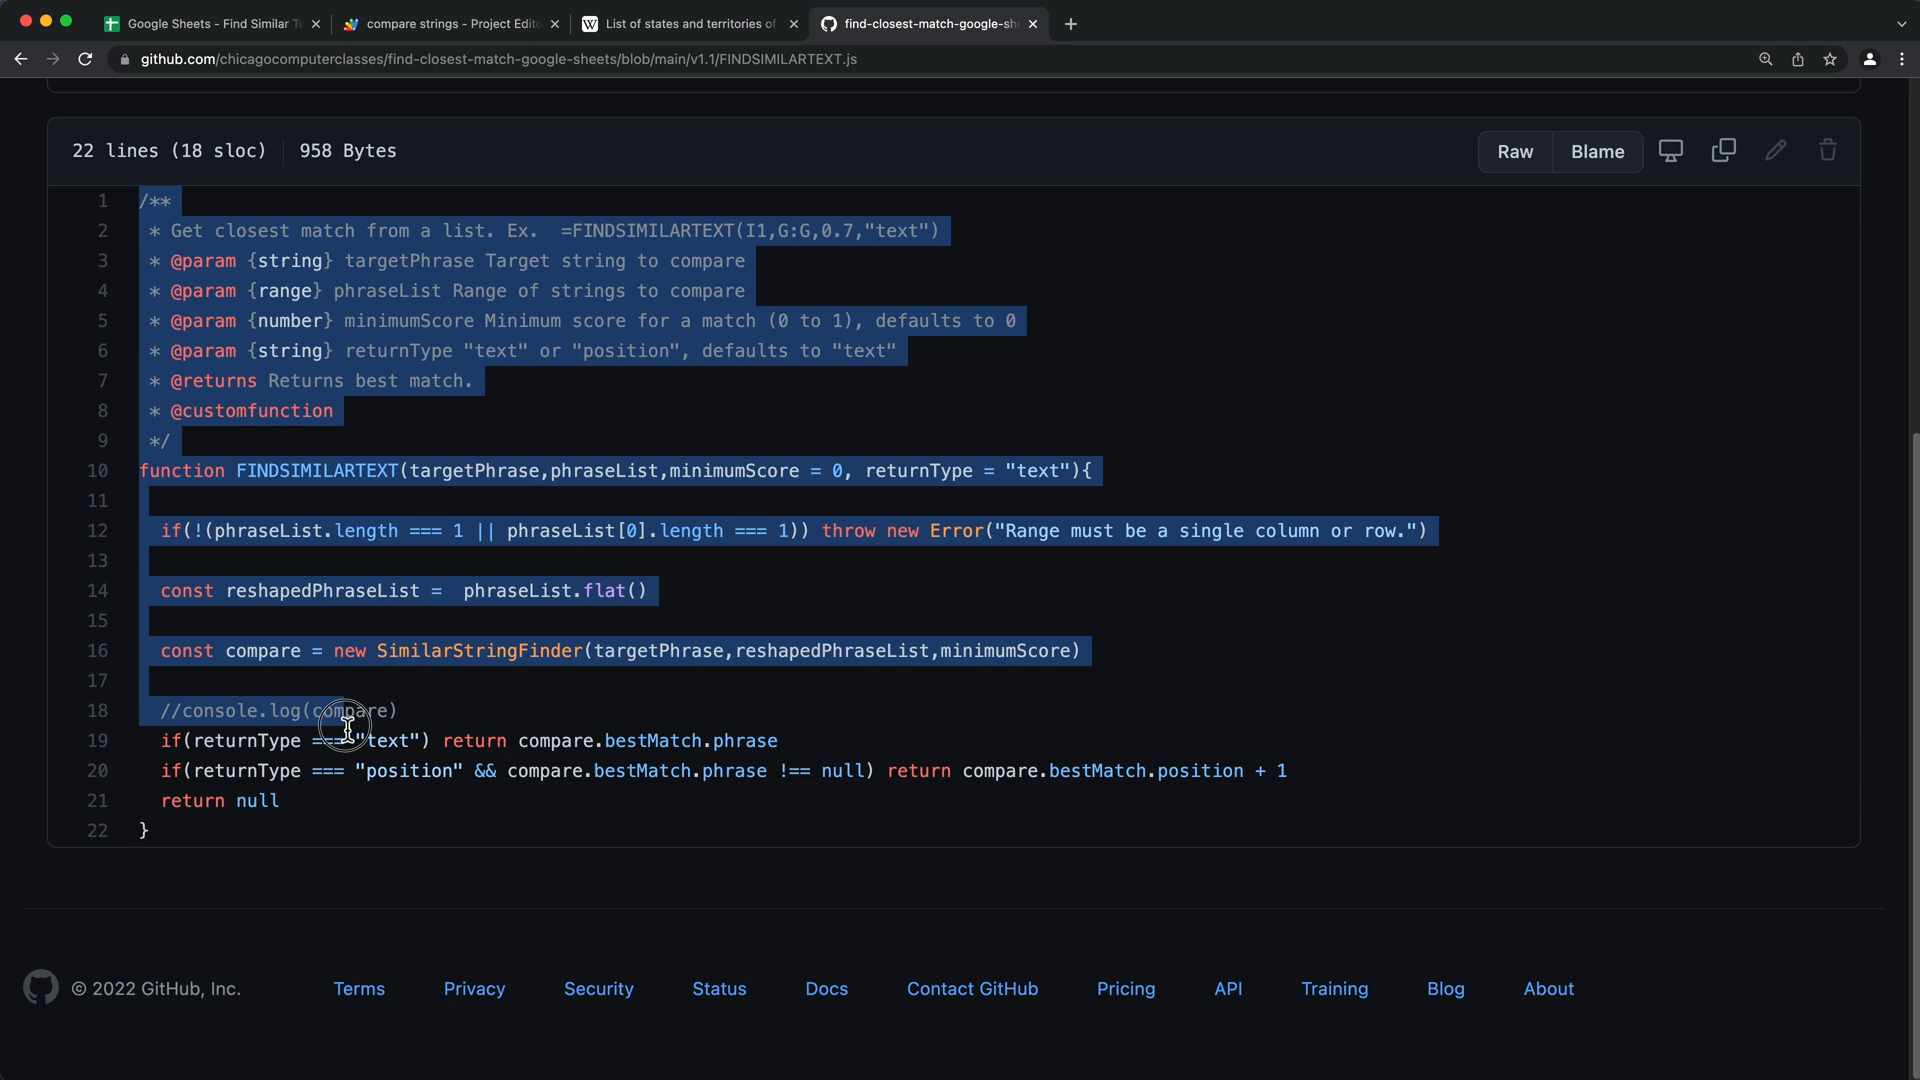 Google Sheets - Find Similar Te
compare strings - Project Edito
List of states and territories of
find-closest-match-google-sh
github.com/chicagocomputerclasses/find-closest-match-google-sheets/blob/main/v1.1/FINDSIMILARTEXT.js
22 lines (18 sloc) 958 Bytes
Raw Blame
1 /**
2 * Get closest match from a list. Ex.  =FINDSIMILARTEXT(I1,G:G,0.7,"text")
3 * @param {string} targetPhrase Target string to compare
4 * @param {range} phraseList Range of strings to compare
5 * @param {number} minimumScore Minimum score for a match (0 to 1), defaults to 0
6 * @param {string} returnType "text" or "position", defaults to "text"
7 * @returns Returns best match.
8 * @customfunction
9 */
10 function FINDSIMILARTEXT(targetPhrase,phraseList,minimumScore = 0, returnType = "text"){
11
12 if(!(phraseList.length === 1 || phraseList[0].length === 1)) throw new Error("Range must be a single column or row.")
13
14 const reshapedPhraseList =  phraseList.flat()
15
16 const compare = new SimilarStringFinder(targetPhrase,reshapedPhraseList,minimumScore)
17
18 //console.log(compare)
19 if(returnType === "text") return compare.bestMatch.phrase
20 if(returnType === "position" && compare.bestMatch.phrase !== null) return compare.bestMatch.position + 1
21 return null
22 }
© 2022 GitHub, Inc. Terms Privacy Security Status Docs Contact GitHub Pricing API Training Blog About